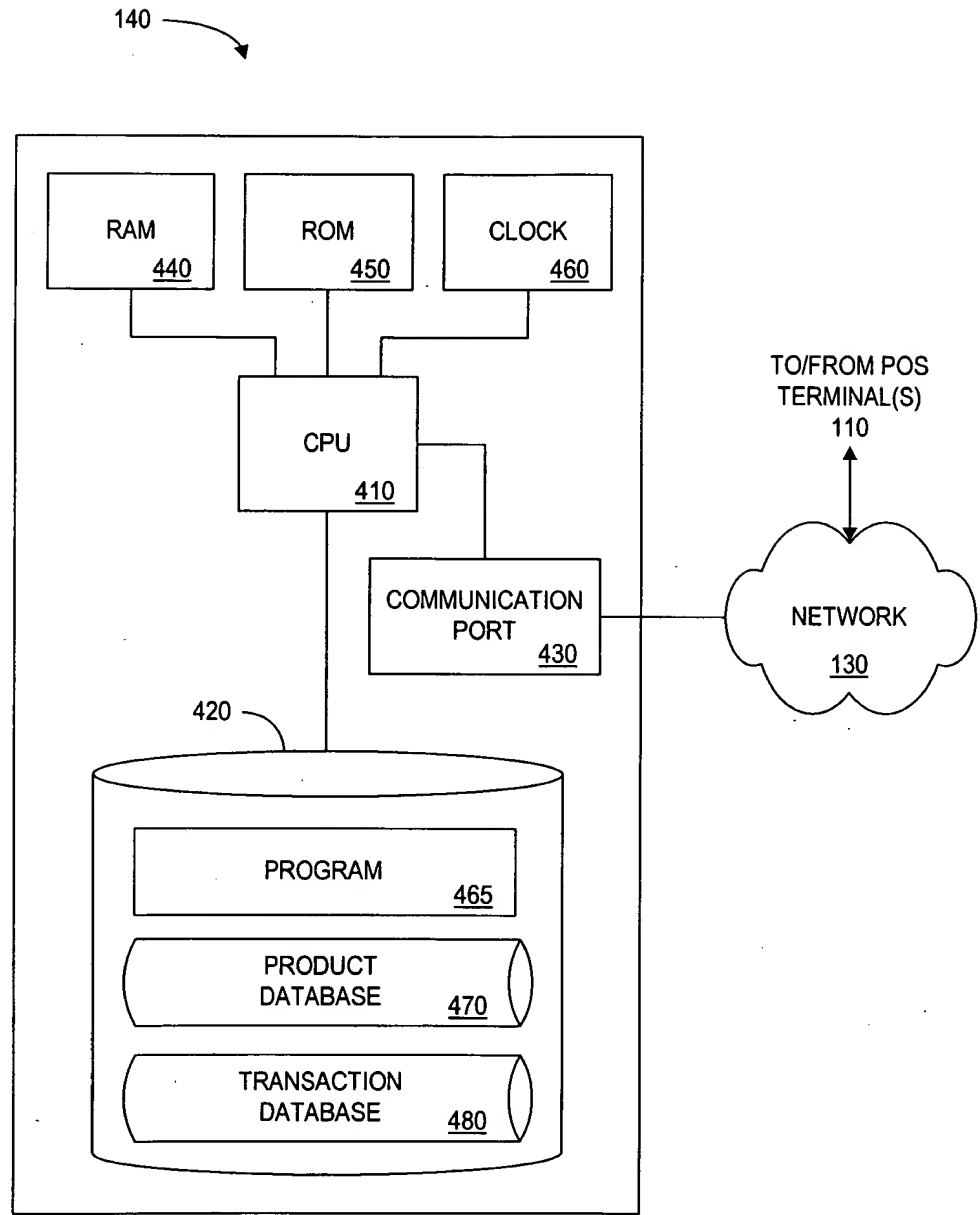 140
RAM
440
ROM
450
CLOCK
460
CPU
410
TO/FROM POS
TERMINAL(S)
110
COMMUNICATION
PORT
430
NETWORK
130
420
PROGRAM
465
PRODUCT
DATABASE
470
TRANSACTION
DATABASE
480